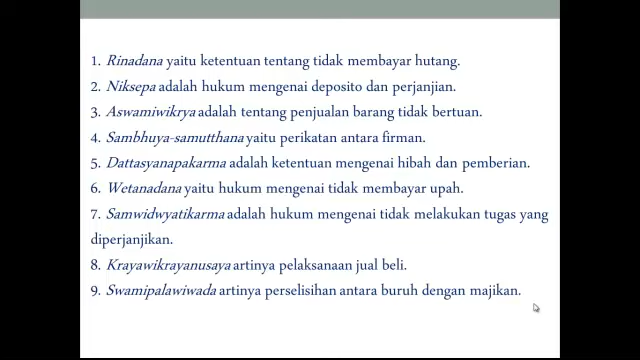 1. Rinadana yaitu ketentuan tentang tidak membayar hutang.
2. Niksepa adalah hukum mengenai deposito dan perjanjian.
3. Aswamiwikrya adalah tentang penjualan barang tidak bertuan.
4. Sambhuya-samutthana yaitu perikatan antara firman.
5. Dattasyanapakarma adalah ketentuan mengenai hibah dan pemberian.
6. Wetanadana yaitu hukum mengenai tidak membayar upah.
7. Samwidwyatikarma adalah hukum mengenai tidak melakukan tugas yang
diperjanjikan.
8. Krayawikrayanusaya artinya pelaksanaan jual beli.
9. Swamipalawiwada artinya perselisihan antara buruh dengan majikan.